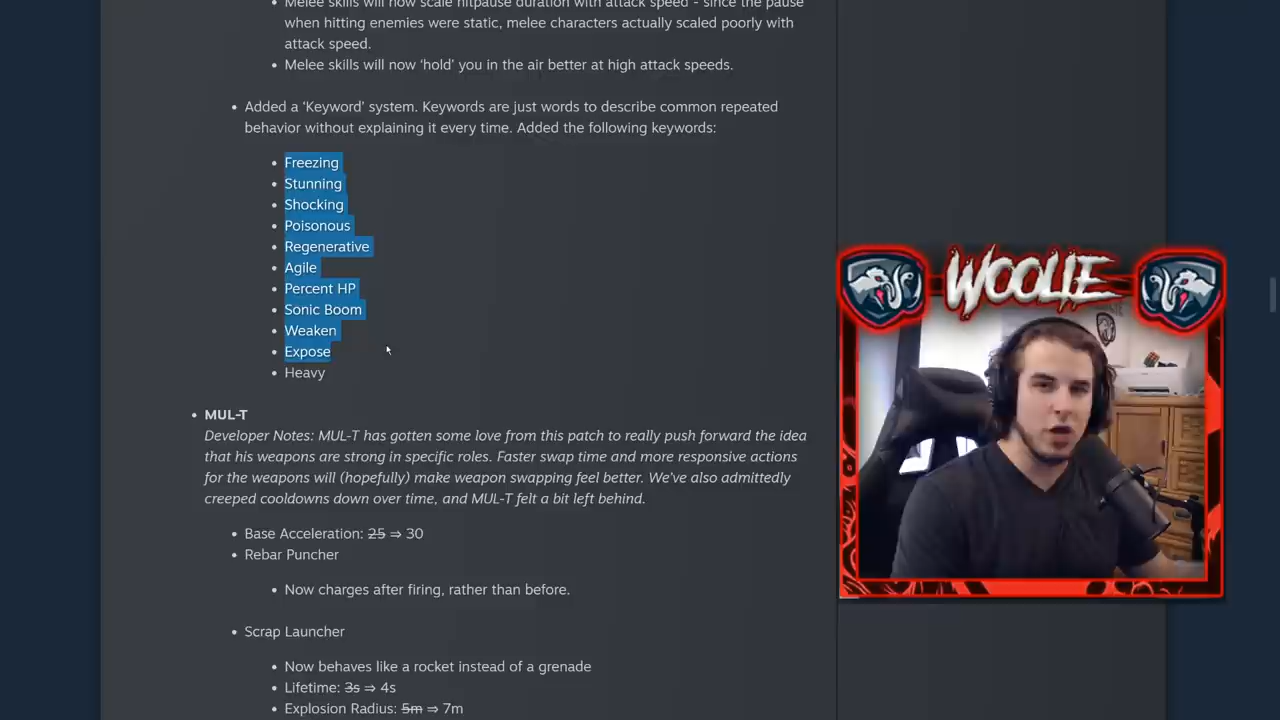 Melee skills will now scale hitpause duration with attack speed - since the pause
when hitting enemies were static, melee characters actually scaled poorly with
attack speed.
Melee skills will now ‘hold’ you in the air better at high attack speeds.
Added a ‘Keyword’ system. Keywords are just words to describe common repeated
behavior without explaining it every time. Added the following keywords:
Freezing
Stunning
Shocking
Poisonous
Regenerative
Agile
Percent HP
Sonic Boom
Weaken
Expose
Heavy
WOOLIE
MUL-T
Developer Notes: MUL-T has gotten some love from this patch to really push forward the idea
that his weapons are strong in specific roles. Faster swap time and more responsive actions
for the weapons will (hopefully) make weapon swapping feel better. We’ve also admittedly
creeped cooldowns down over time, and MUL-T felt a bit left behind.
Base Acceleration: 25 ⇒ 30
Rebar Puncher
Now charges after firing, rather than before.
Scrap Launcher
Now behaves like a rocket instead of a grenade
Lifetime: 3s ⇒ 4s
Explosion Radius: 5m ⇒ 7m